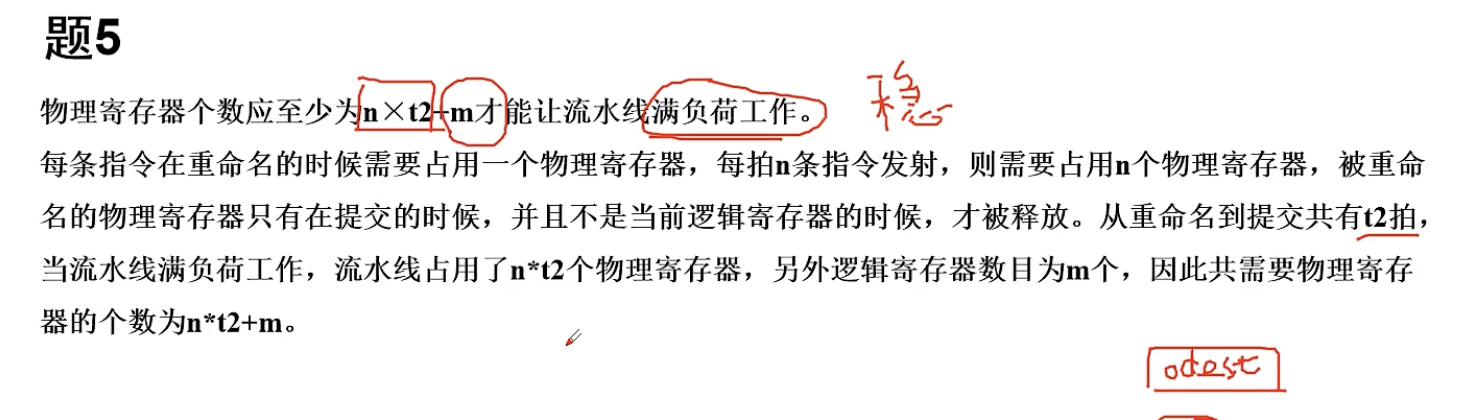 题5
物理寄存器个数应至少为n×t2+m才能让流水线满负荷工作。 稳
每条指令在重命名的时候需要占用一个物理寄存器，每拍n条指令发射，则需要占用n个物理寄存器，被重命
名的物理寄存器只有在提交的时候，并且不是当前逻辑寄存器的时候，才被释放。从重命名到提交共有t2拍，
当流水线满负荷工作，流水线占用了n*t2个物理寄存器，另外逻辑寄存器数目为m个，因此共需要物理寄存
器的个数为n*t2+m。
odest